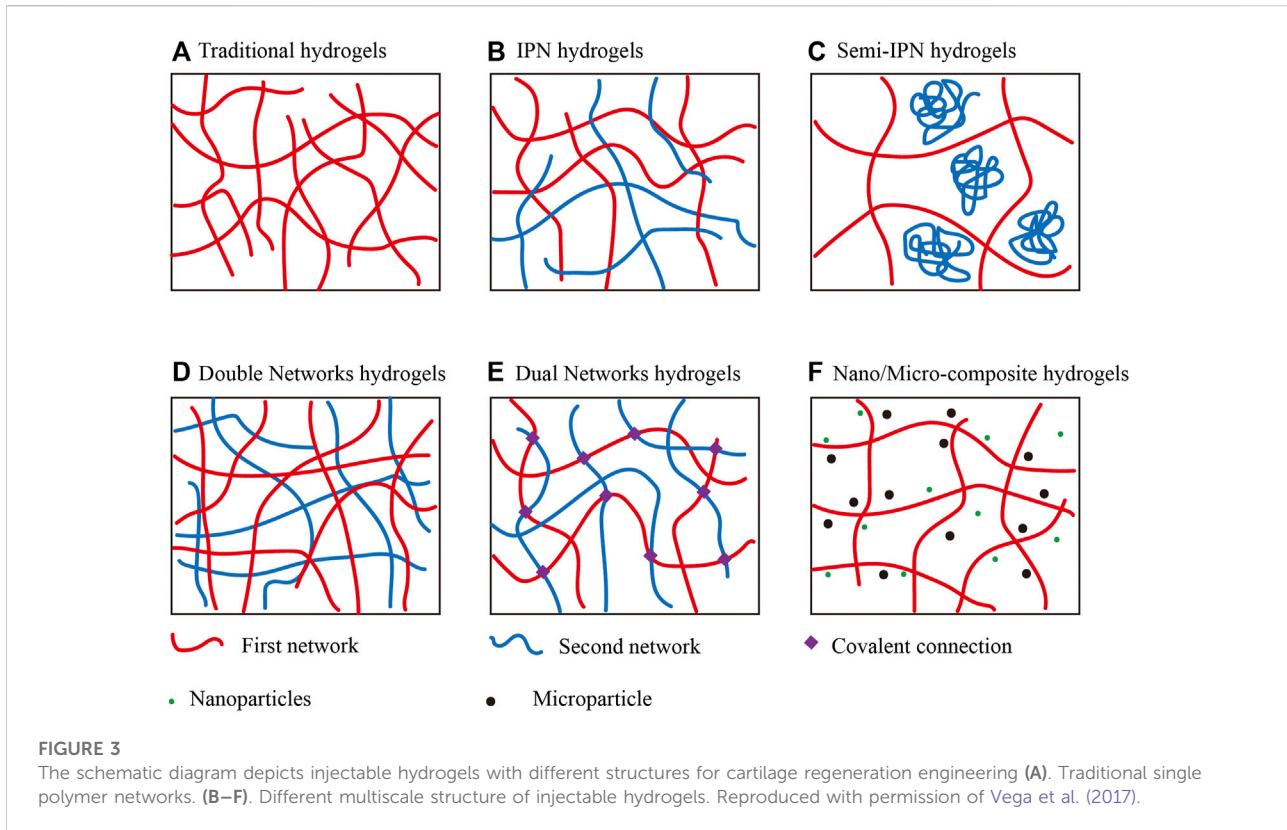 A Traditional hydrogels
B IPN hydrogels
C Semi-IPN hydrogels
D Double Networks hydrogels
E Dual Networks hydrogels
F Nano/Micro-composite hydrogels
First network
Second network
Covalent connection
Nanoparticles
Microparticle
FIGURE 3
The schematic diagram depicts injectable hydrogels with different structures for cartilage regeneration engineering (A). Traditional single
polymer networks. (B–F). Different multiscale structure of injectable hydrogels. Reproduced with permission of Vega et al. (2017).